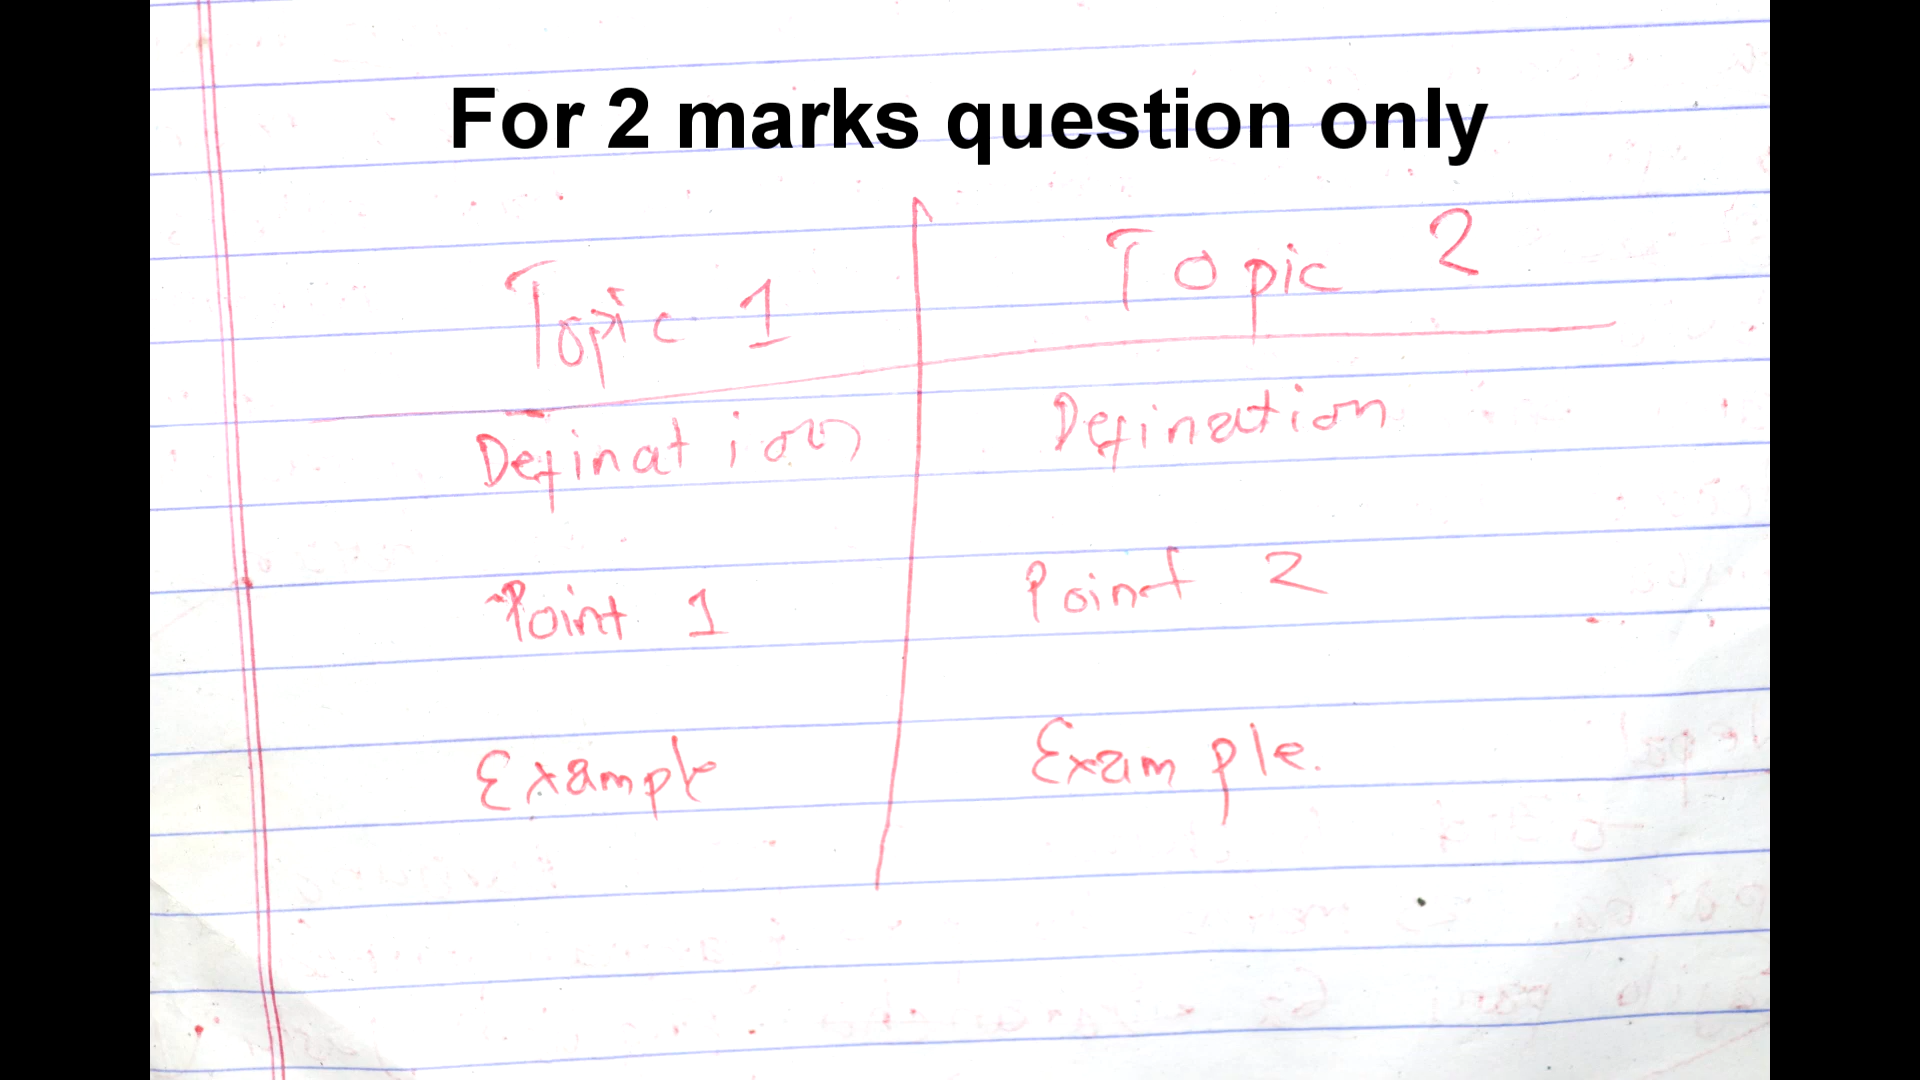 For 2 marks question only
Topic 1
Topic 2
Defination
Defination
Point 1
Point 2
Example
Example.